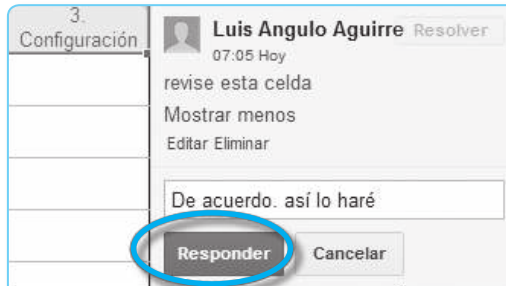 3.
Configuración
Luis Angulo Aguirre Resolver
07:05 Hoy
revise esta celda
Mostrar menos
Editar Eliminar
De acuerdo. así lo haré
Responder Cancelar